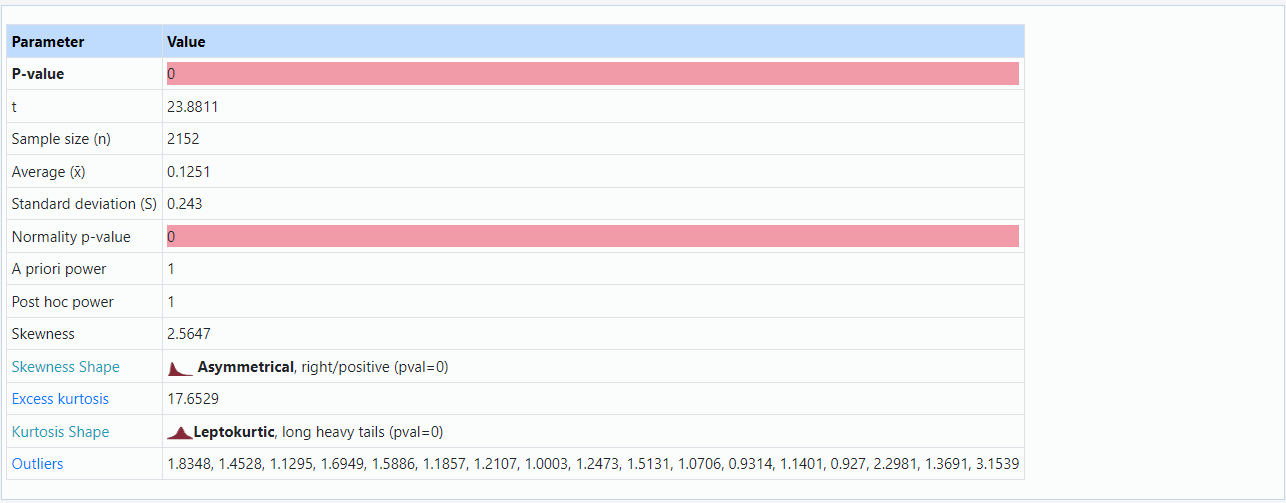 Parameter Value
P-value 0
t 23.8811
Sample size (n) 2152
Average (x̄) 0.1251
Standard deviation (S) 0.243
Normality p-value 0
A priori power 1
Post hoc power 1
Skewness 2.5647
Skewness Shape Asymmetrical, right/positive (pval=0)
Excess kurtosis 17.6529
Kurtosis Shape Leptokurtic, long heavy tails (pval=0)
Outliers 1.8348, 1.4528, 1.1295, 1.6949, 1.5886, 1.1857, 1.2107, 1.0003, 1.2473, 1.5131, 1.0706, 0.9314, 1.1401, 0.927, 2.2981, 1.3691, 3.1539